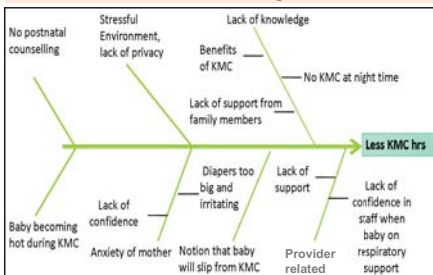 No postnatal
counselling
Stressful
Environment,
lack of privacy
Lack of knowledge
Benefits
of KMC
No KMC at night time
Lack of support from
family members
Less KMC hrs
Baby becoming
hot during KMC
Lack of
confidence
Anxiety of mother
Diapers too
big and
irritating
Notion that baby
will slip from KMC
Lack of
support
Provider
related
Lack of
confidence in
staff when
baby on
respiratory
support